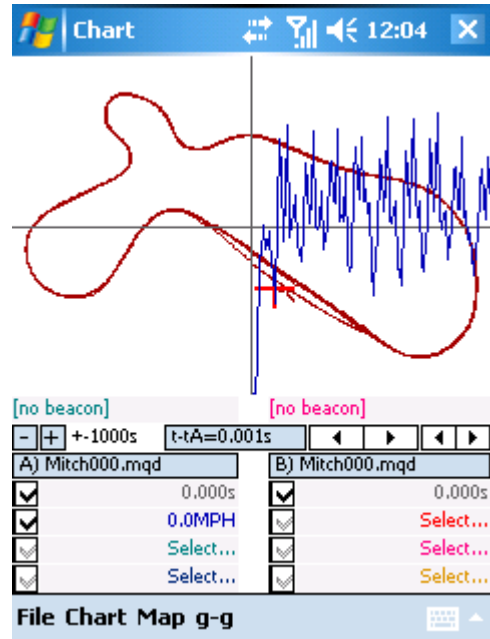 Chart 12:04
[no beacon] [no beacon]
- + +-1000s t-tA=0.001s
A) Mitch000.mqd B) Mitch000.mqd
0.000s 0.000s
0.0MPH Select...
Select... Select...
Select... Select...
File Chart Map g-g